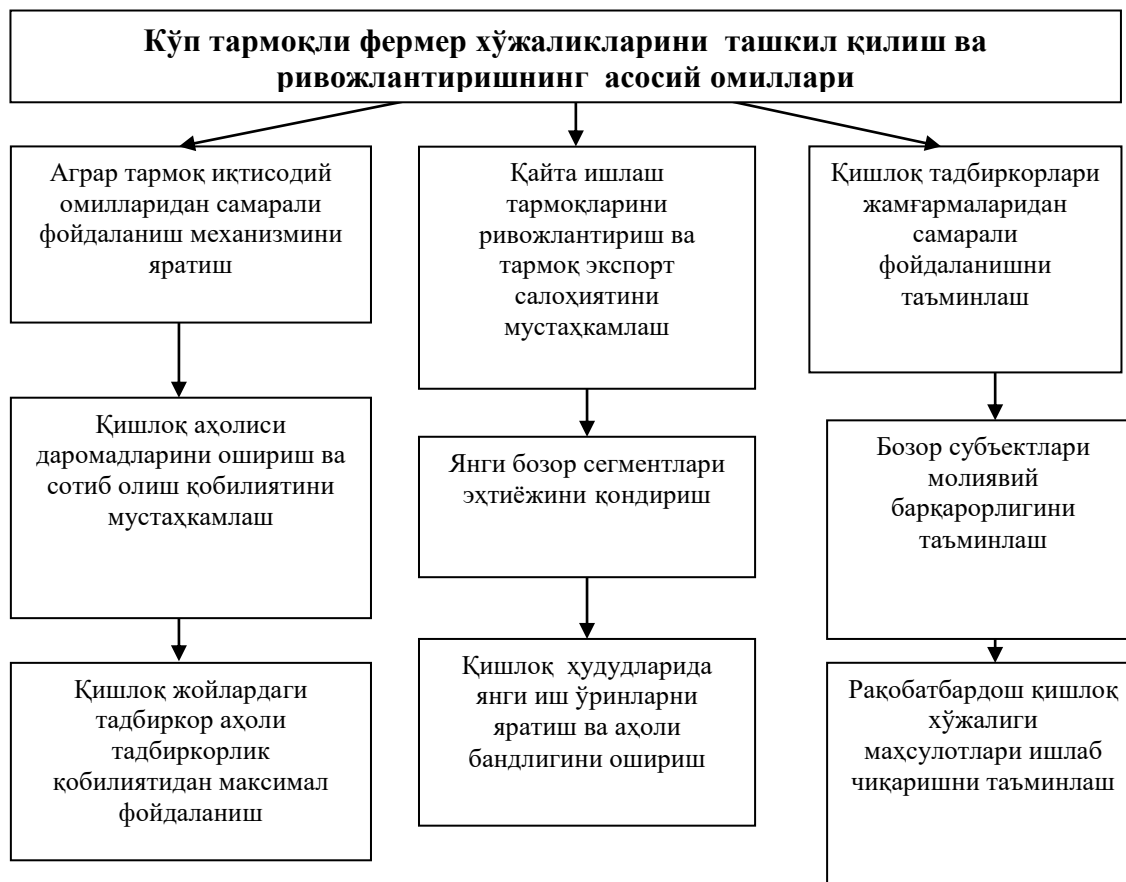 Кўп тармоқли фермер хўжаликларини ташкил қилиш ва
ривожлантиришнинг асосий омиллари
Аграр тармоқ иқтисодий
омилларидан самарали
фойдаланиш механизмини
яратиш
Қишлоқ аҳолиси
даромадларини ошириш ва
сотиб олиш қобилиятини
мустаҳкамлаш
Қишлоқ жойлардаги
тадбиркор аҳоли
тадбиркорлик
қобилиятидан максимал
фойдаланиш
Қайта ишлаш
тармоқларини
ривожлантириш ва
тармоқ экспорт
салоҳиятини
мустаҳкамлаш
Янги бозор сегментлари
эҳтиёжини қондириш
Қишлоқ ҳудудларида
янги иш ўринларни
яратиш ва аҳоли
бандлигини ошириш
Қишлоқ тадбиркорлари
жамғармаларидан
самарали
фойдаланишни
таъминлаш
Бозор субъектлари
молиявий
барқарорлигини
таъминлаш
Рақобатбардош қишлоқ
хўжалиги
маҳсулотлари ишлаб
чиқаришни таъминлаш